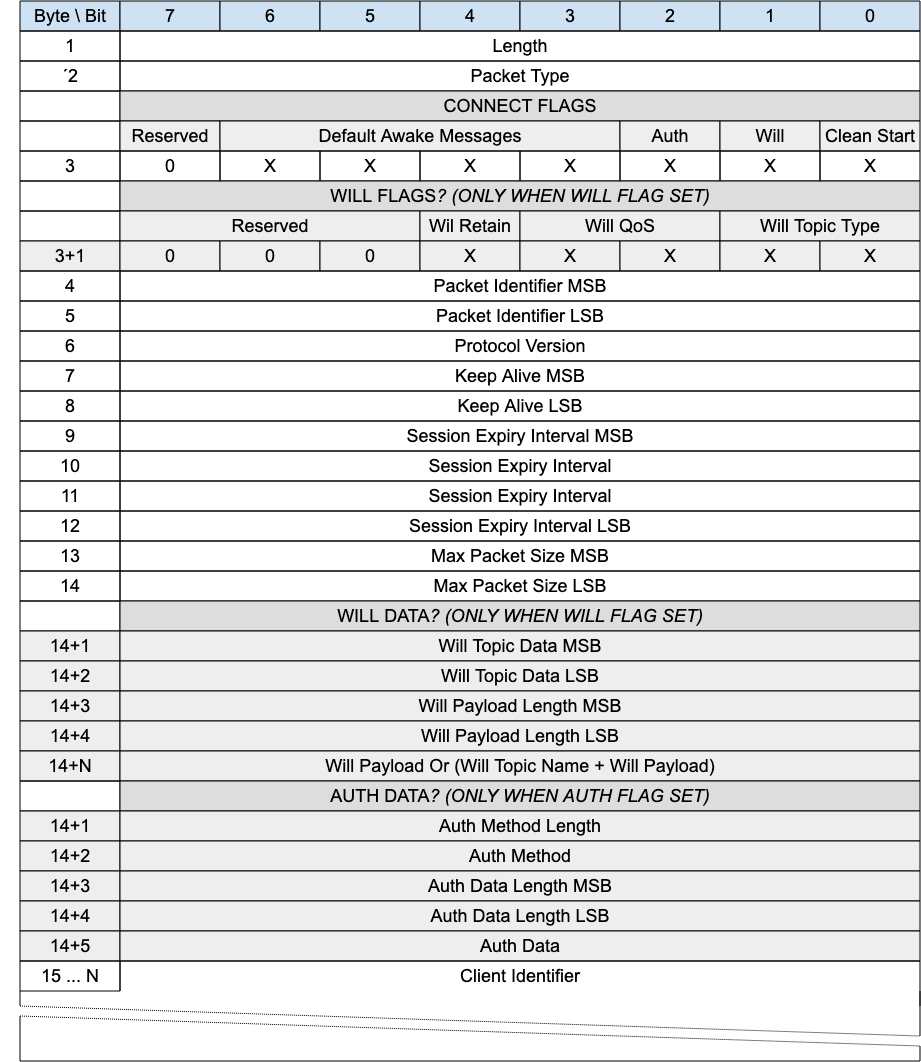 Byte \ Bit 7 6 5 4 3 2 1 0
1 Length
´2 Packet Type
CONNECT FLAGS
Reserved Default Awake Messages Auth Will Clean Start
3 0 X X X X X X X
WILL FLAGS? (ONLY WHEN WILL FLAG SET)
Reserved Wil Retain Will QoS Will Topic Type
3+1 0 0 0 X X X X X
4 Packet Identifier MSB
5 Packet Identifier LSB
6 Protocol Version
7 Keep Alive MSB
8 Keep Alive LSB
9 Session Expiry Interval MSB
10 Session Expiry Interval
11 Session Expiry Interval
12 Session Expiry Interval LSB
13 Max Packet Size MSB
14 Max Packet Size LSB
WILL DATA? (ONLY WHEN WILL FLAG SET)
14+1 Will Topic Data MSB
14+2 Will Topic Data LSB
14+3 Will Payload Length MSB
14+4 Will Payload Length LSB
14+N Will Payload Or (Will Topic Name + Will Payload)
AUTH DATA? (ONLY WHEN AUTH FLAG SET)
14+1 Auth Method Length
14+2 Auth Method
14+3 Auth Data Length MSB
14+4 Auth Data Length LSB
14+5 Auth Data
15 ... N Client Identifier